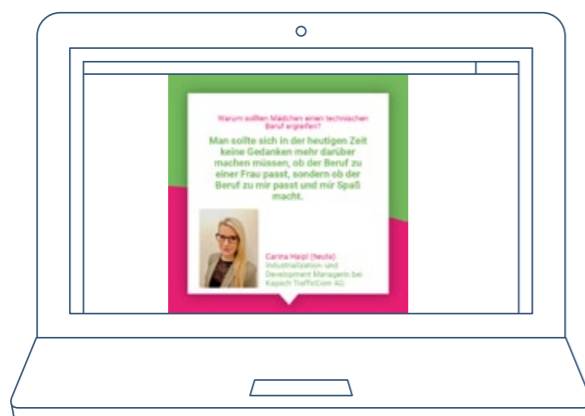 Warum sollten Mädchen einen technischen
Beruf ergreifen?
Man sollte sich in der heutigen Zeit
keine Gedanken mehr darüber
machen müssen, ob der Beruf zu
einer Frau passt, sondern ob der
Beruf zu mir passt und mir Spaß
macht.
Carina (heute)
Industrialization- und
Development Managerin bei
Kapsch TrafficCom AG